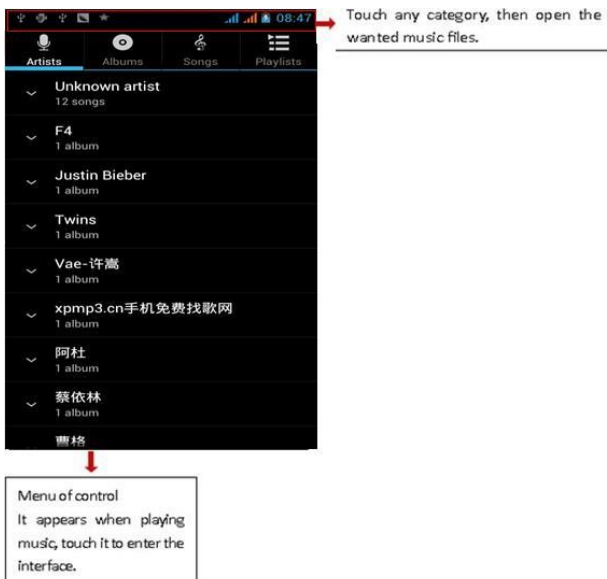 08:47
Touch any category, then open the
wanted music files.
Artists Albums Songs Playlists
Unknown artist
12 songs
F4
1 album
Justin Bieber
1 album
Twins
1 album
Vae-许嵩
1 album
xpmp3.cn手机免费找歌网
1 album
阿杜
1 album
蔡依林
1 album
曹格
Menu of control
It appears when playing
music, touch it to enter the
interface.